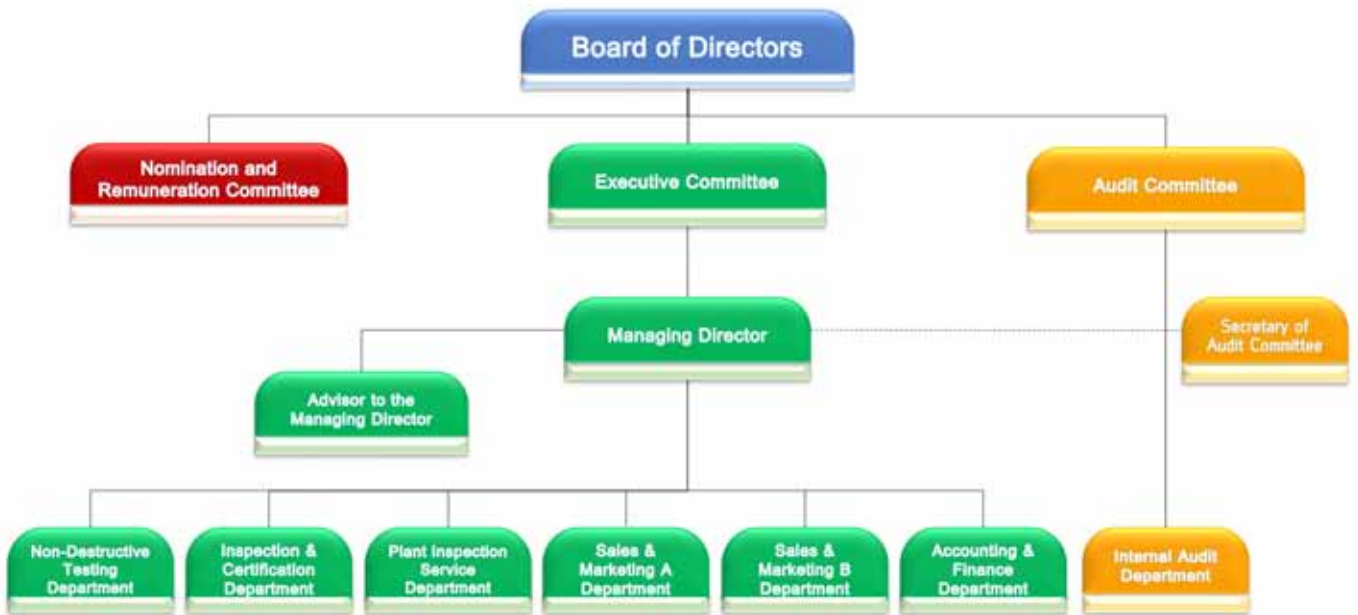 Board of Directors
Nomination and
Remuneration Committee
Executive Committee
Audit Committee
Managing Director
Secretary of
Audit Committee
Advisor to the
Managing Director
Non-Destructive
Testing
Department
Inspection &
Certification
Department
Plant Inspection
Service
Department
Sales &
Marketing A
Department
Sales &
Marketing B
Department
Accounting &
Finance
Department
Internal Audit
Department